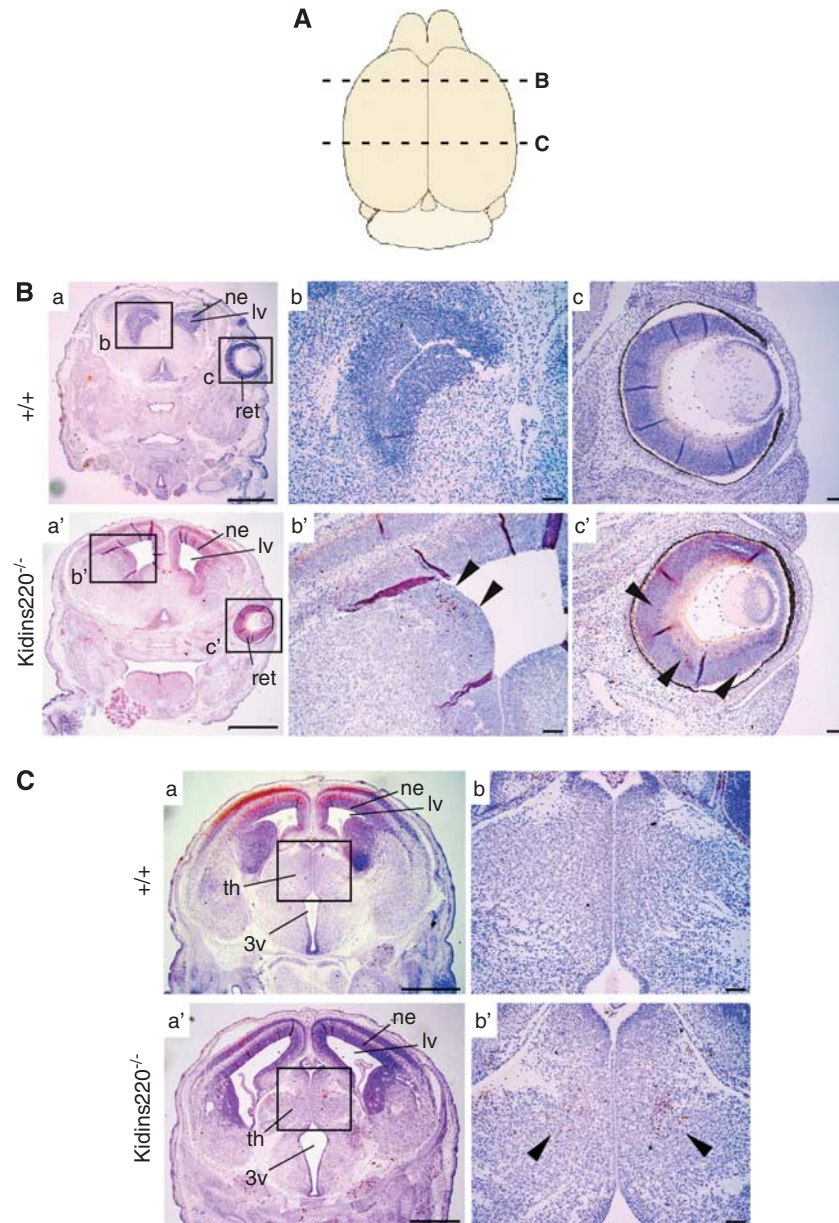 A
B
C
B
+/+
a
ne
lv
b
c
ret
b
c
Kidins220-/-
a'
ne
lv
b'
c'
ret
b'
c'
C
+/+
a
ne
lv
th
3v
b
Kidins220-/-
a'
ne
lv
th
3v
b'